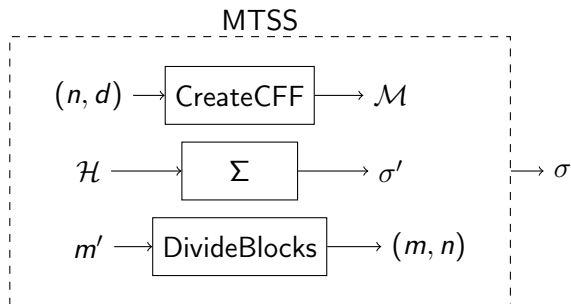 MTSS
(n, d) CreateCFF ℳ
ℋ Σ σ′ σ
m′ DivideBlocks (m, n)